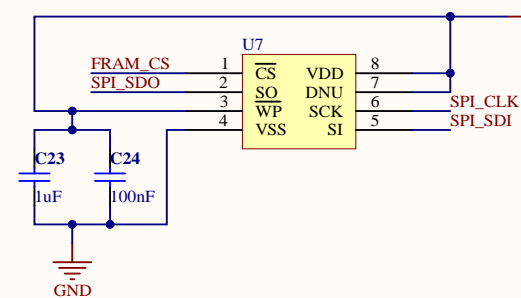 U7
FRAM_CS 1 CS VDD 8
SPI_SDO 2 SO DNU 7
3 WP SCK 6 SPI_CLK
4 VSS SI 5 SPI_SDI
C23 C24
1uF 100nF
GND